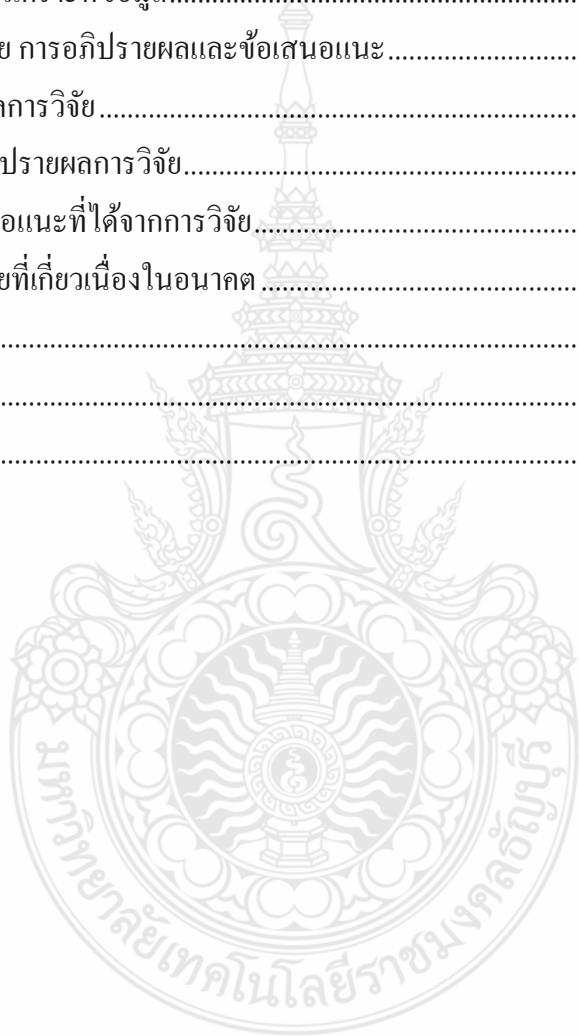 ย การอภิปรายผลและข้อเสนอแนะ........................................
ลการวิจัย........................................
ปรายผลการวิจัย........................................
อแนะที่ได้จากการวิจัย........................................
ยที่เกี่ยวเนื่องในอนาคต........................................
........................................
........................................
........................................
มหาวิทยาลัยเทคโนโลยีราชมงคลธัญบุรี